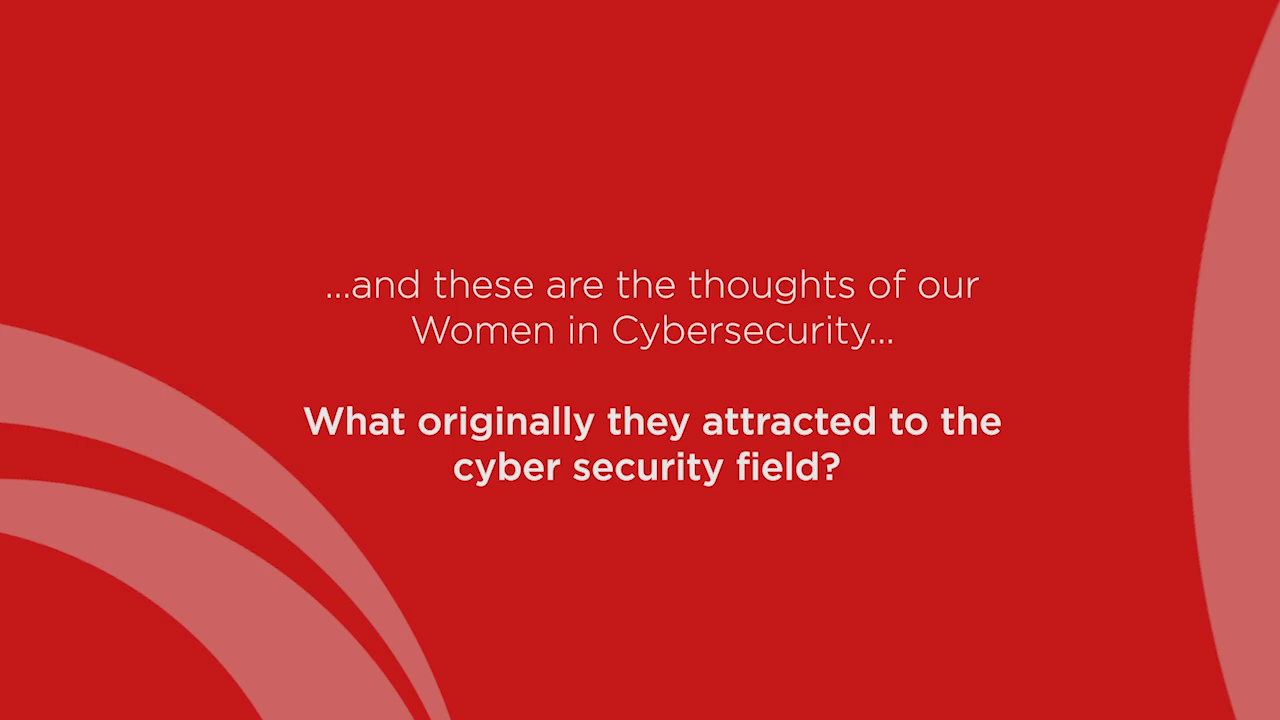 ...and these are the thoughts of our
Women in Cybersecurity...
What originally they attracted to the
cyber security field?